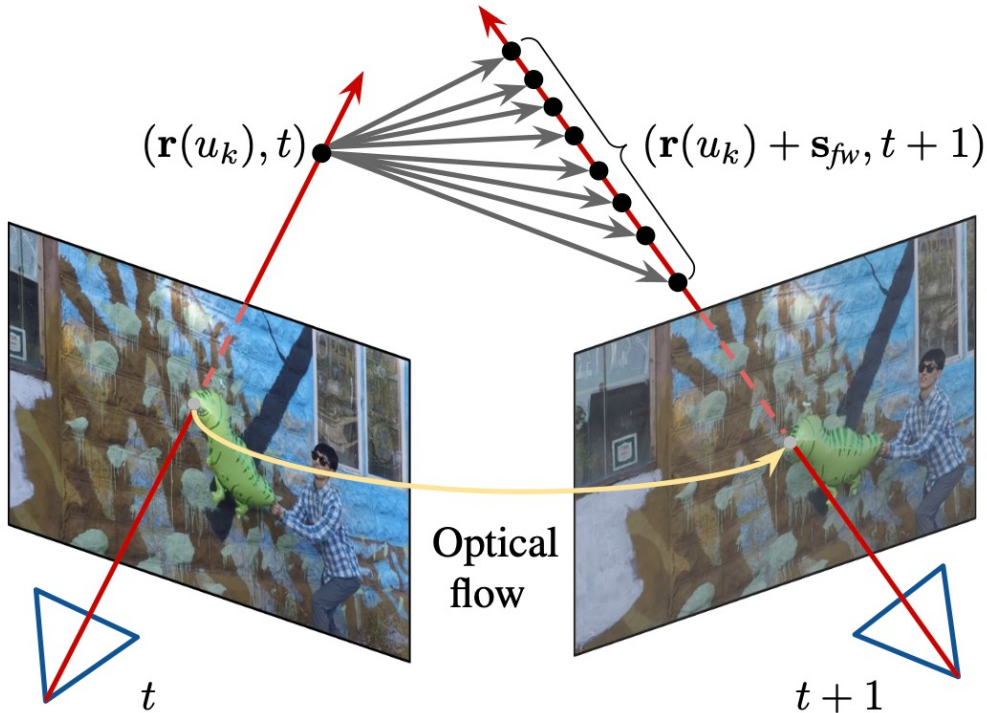 (r(u_k), t)
(r(u_k) + s_fw, t + 1)
Optical
flow
t
t + 1